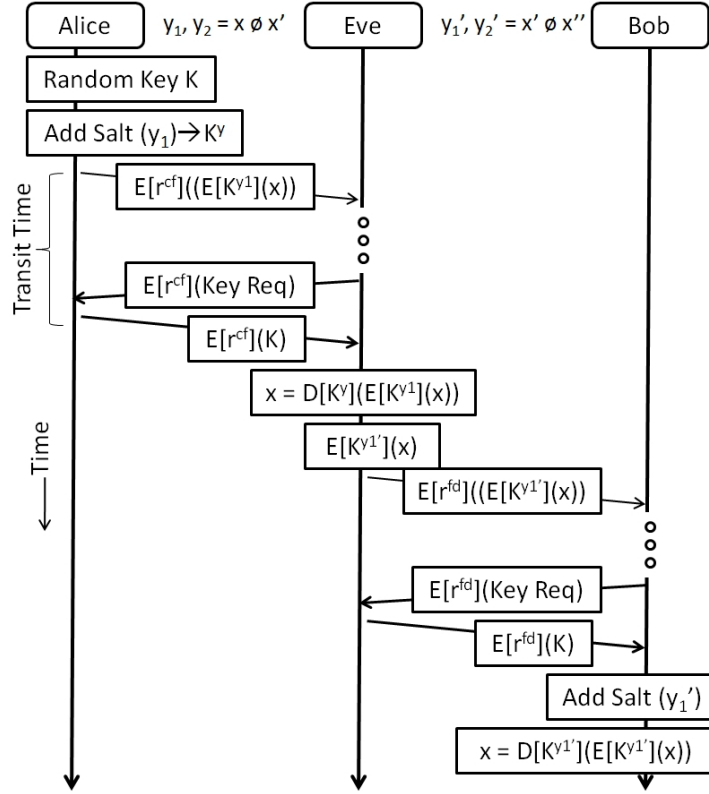 Alice
y₁, y₂ = x ø x'
Eve
y₁', y₂' = x' ø x''
Bob
Random Key K
Add Salt (y₁)→Kʸ
E[rᶜᶠ]((E[Kʸ¹](x))
Transit Time
E[rᶜᶠ](Key Req)
E[rᶜᶠ](K)
x = D[Kʸ](E[Kʸ¹](x))
E[Kʸ¹'](x)
Time
E[rᶠᵈ]((E[Kʸ¹'](x))
E[rᶠᵈ](Key Req)
E[rᶠᵈ](K)
Add Salt (y₁')
x = D[Kʸ¹'](E[Kʸ¹'](x))